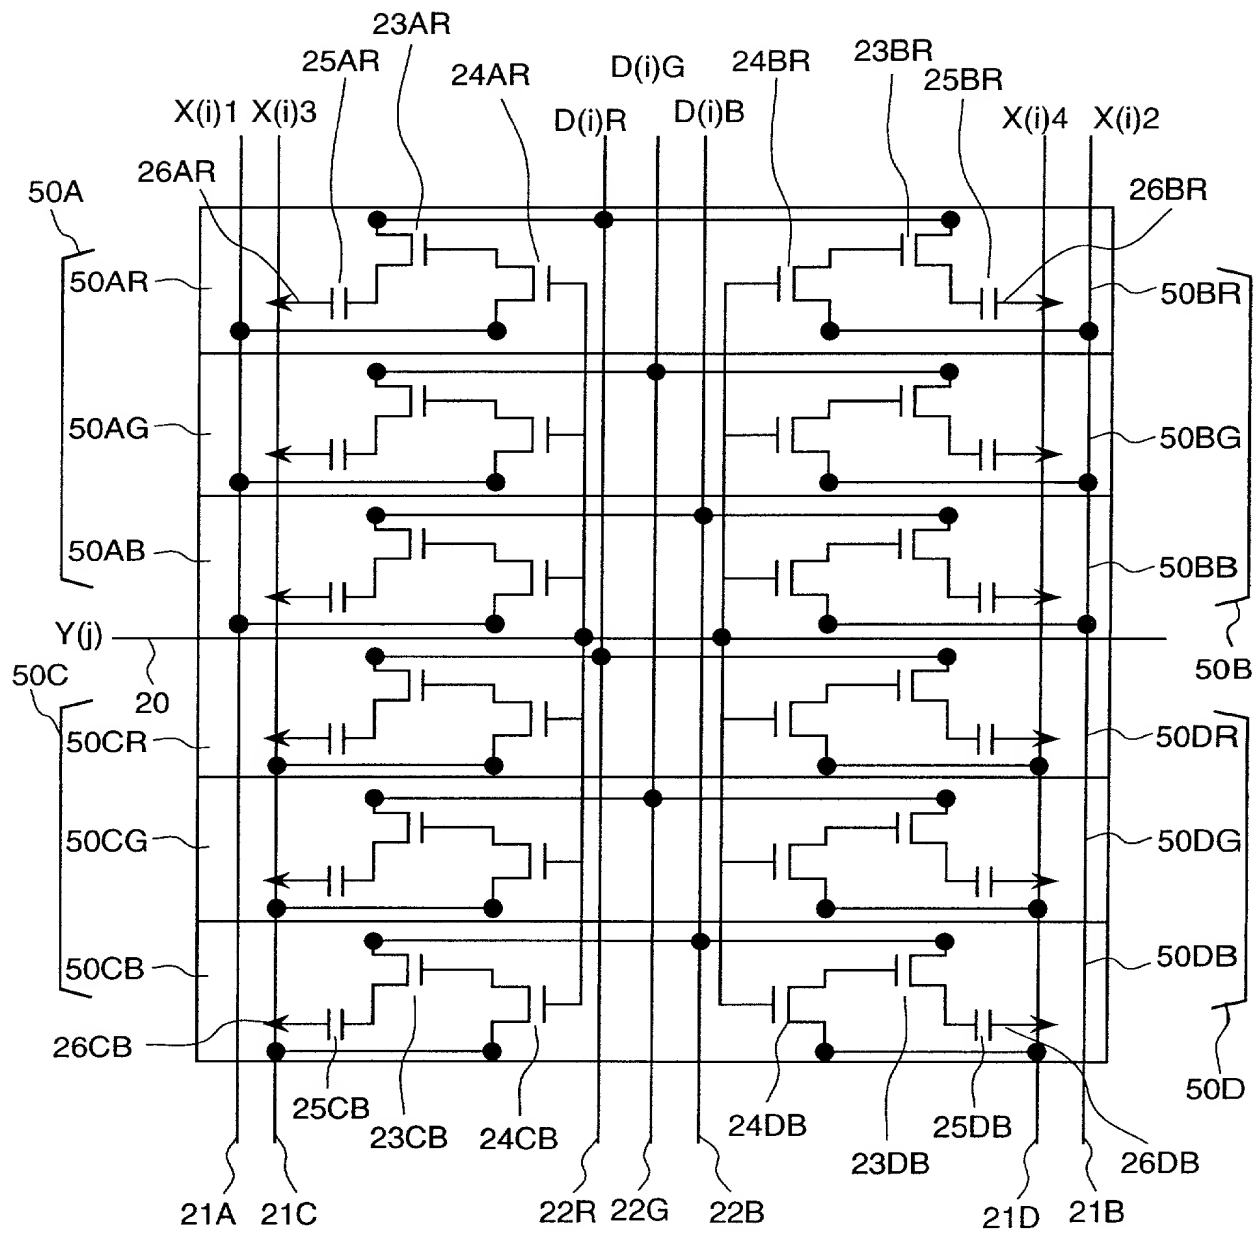 23AR
25AR
24AR
D(i)G
24BR
23BR
25BR
X(i)1
X(i)3
D(i)R
D(i)B
X(i)4
X(i)2
26AR
26BR
50A
50AR
50BR
50AG
50BG
50AB
50BB
Y(j)
50B
50C
20
50CR
50DR
50CG
50DG
50CB
50DB
26CB
50D
25CB
23CB
24CB
24DB
23DB
25DB
26DB
21A
21C
22R
22G
22B
21D
21B